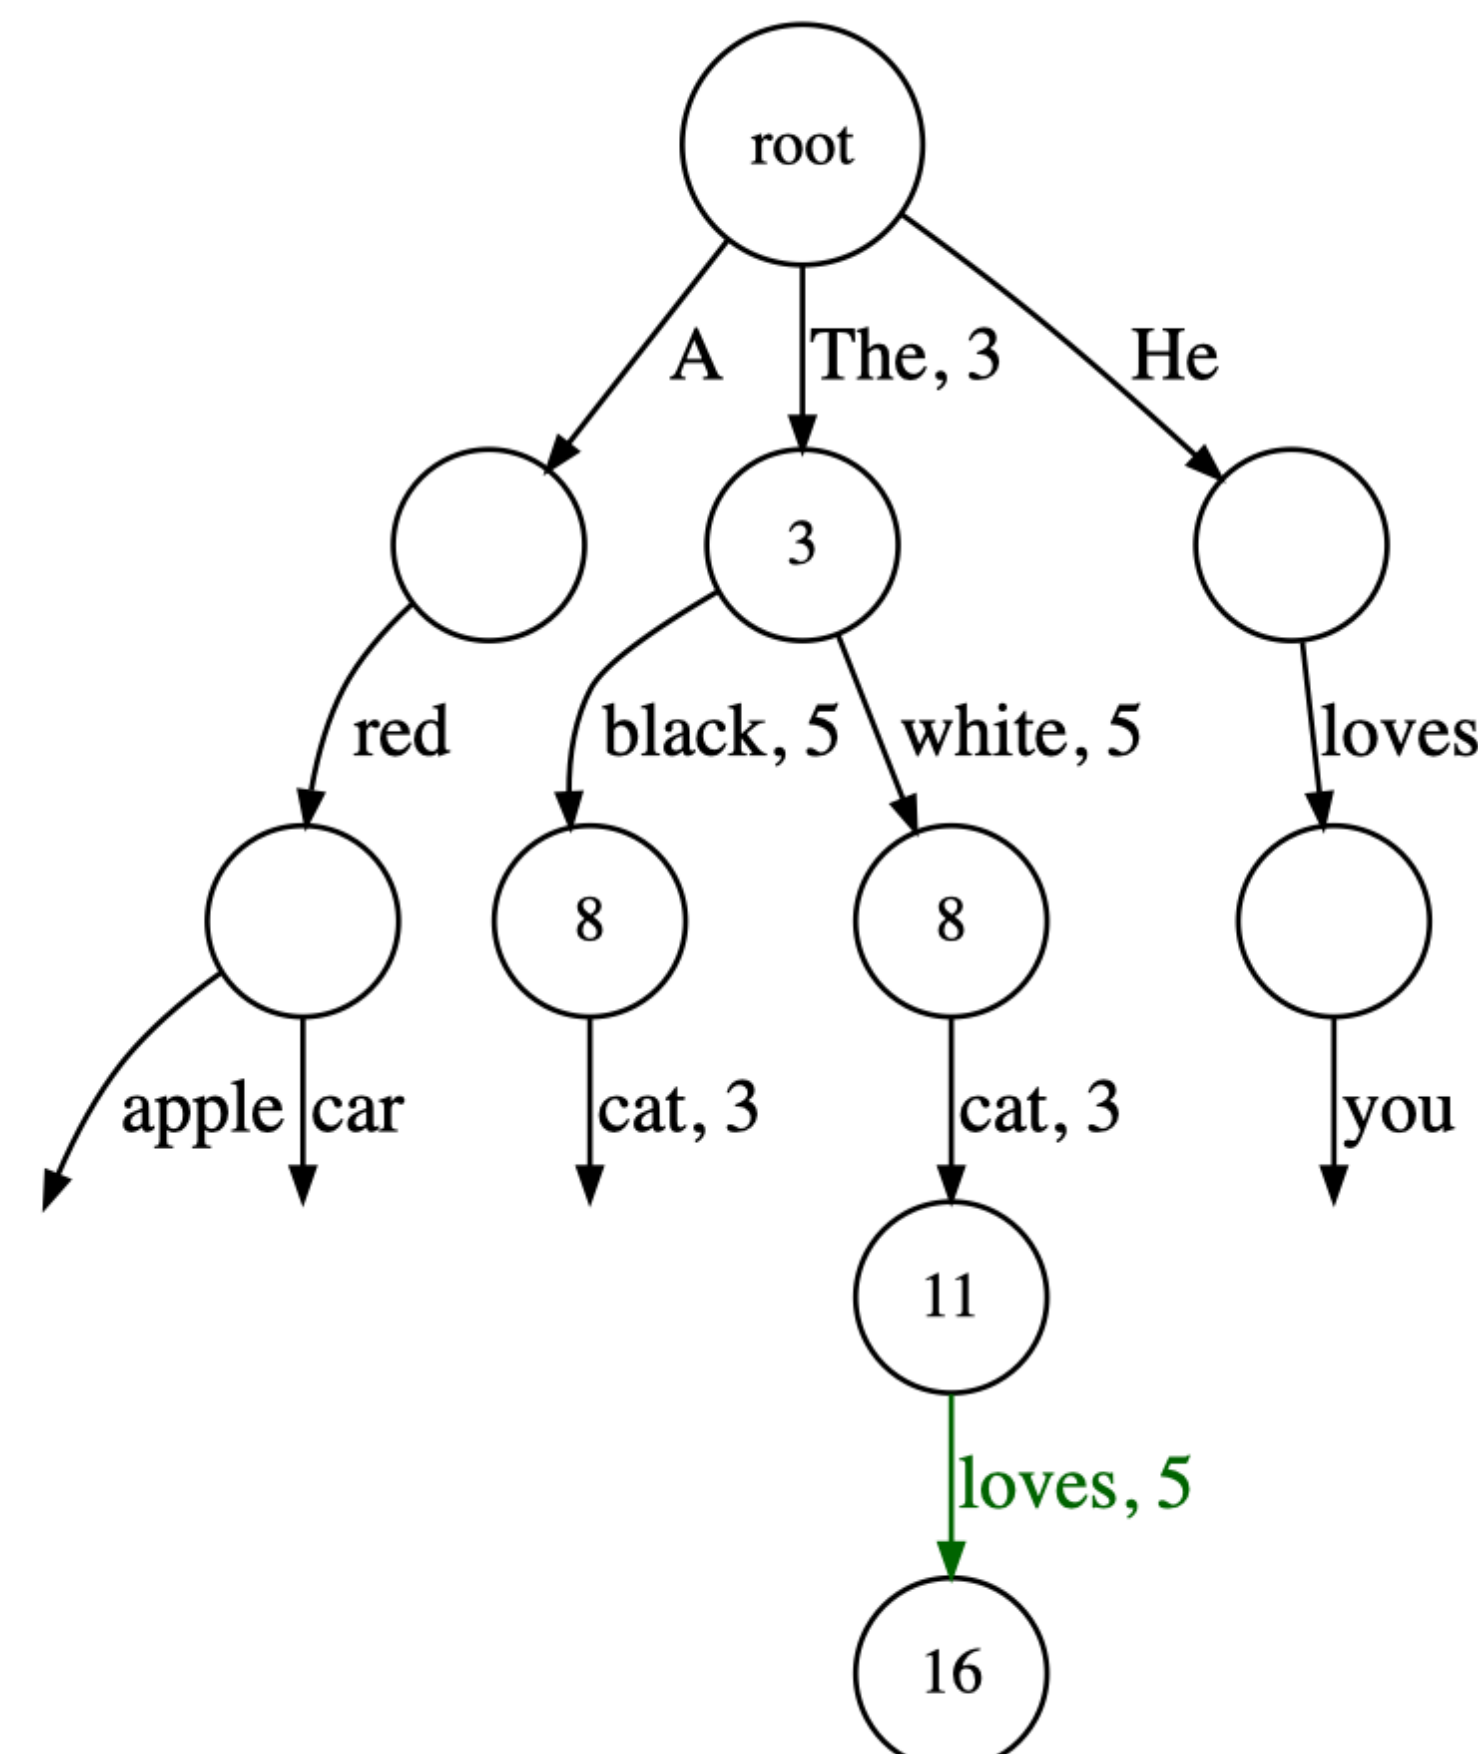 root
A The, 3 He
3
red black, 5 white, 5 loves
8 8
apple car cat, 3 cat, 3 you
11
loves, 5
16